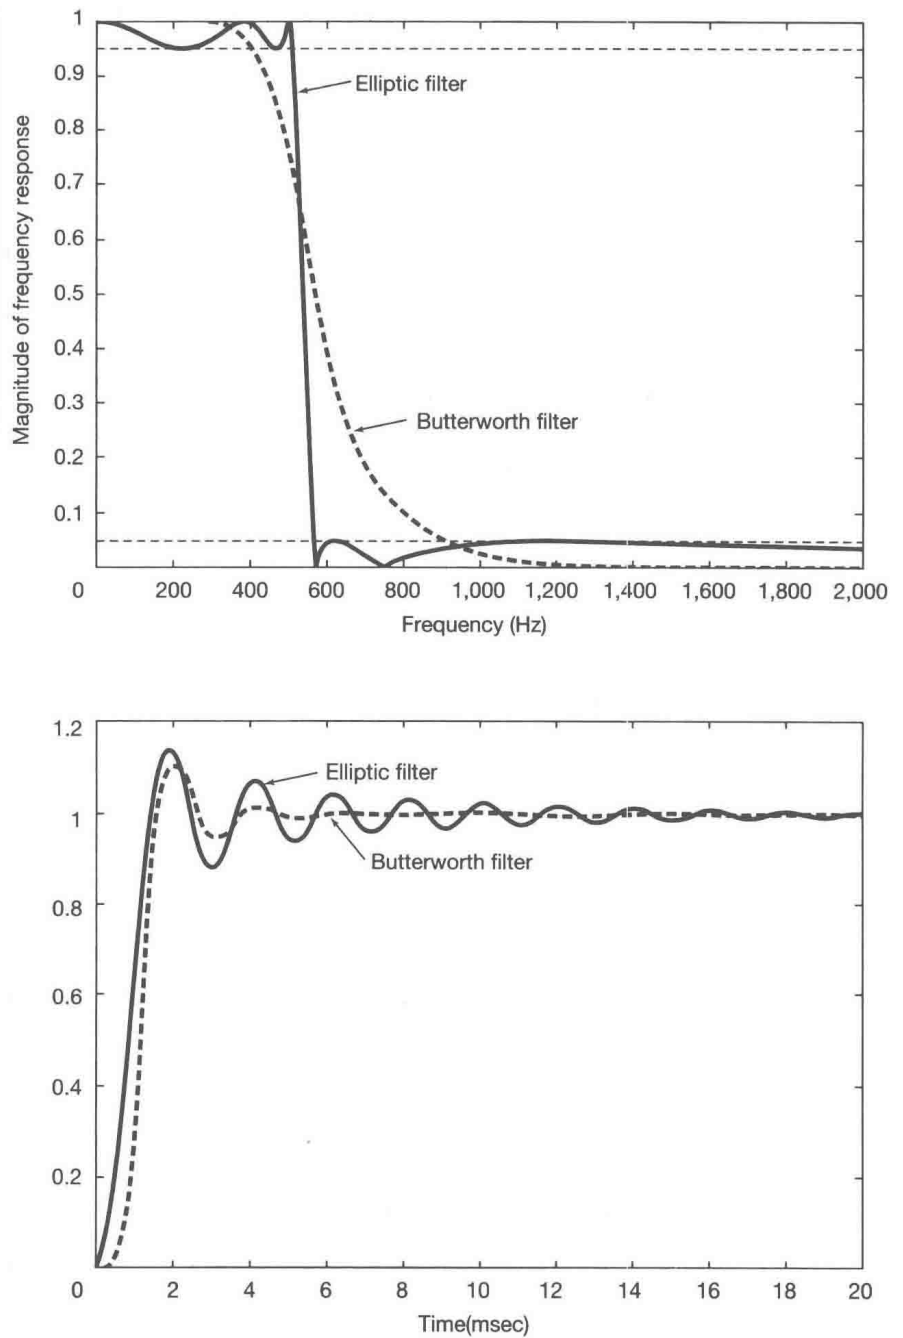 1
0.9
0.8
0.7
0.6
0.5
0.4
0.3
0.2
0.1
Magnitude of frequency response
Elliptic filter
Butterworth filter
0 200 400 600 800 1,000 1,200 1,400 1,600 1,800 2,000
Frequency (Hz)
1.2
1
0.8
0.6
0.4
0.2
Elliptic filter
Butterworth filter
0 2 4 6 8 10 12 14 16 18 20
Time(msec)